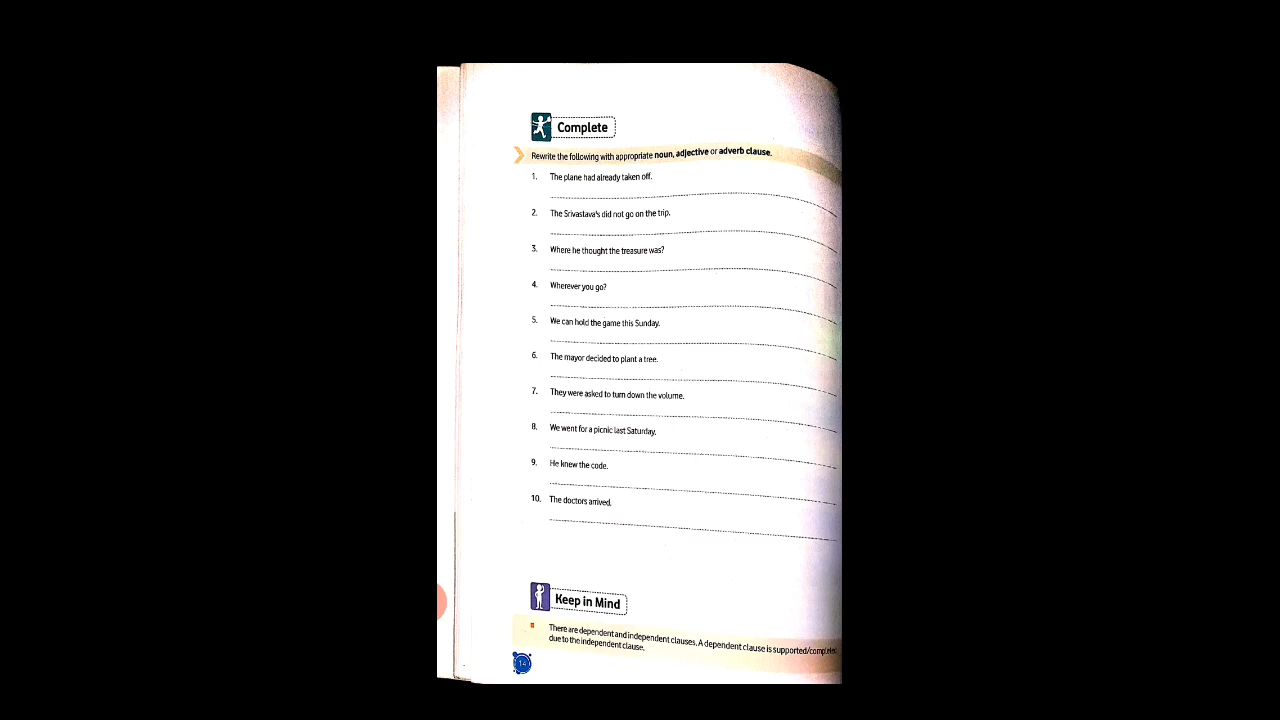 Complete
Rewrite the following with appropriate noun, adjective or adverb clause.
1. The plane had already taken off.
2. The Srivastava's did not go on the trip.
3. Where he thought the treasure was?
4. Wherever you go?
5. We can hold the game this Sunday.
6. The mayor decided to plant a tree.
7. They were asked to turn down the volume.
8. We went for a picnic last Saturday.
9. He knew the code.
10. The doctors arrived.
Keep in Mind
There are dependent and independent clauses. A dependent clause is supported/completed
due to the independent clause.
14